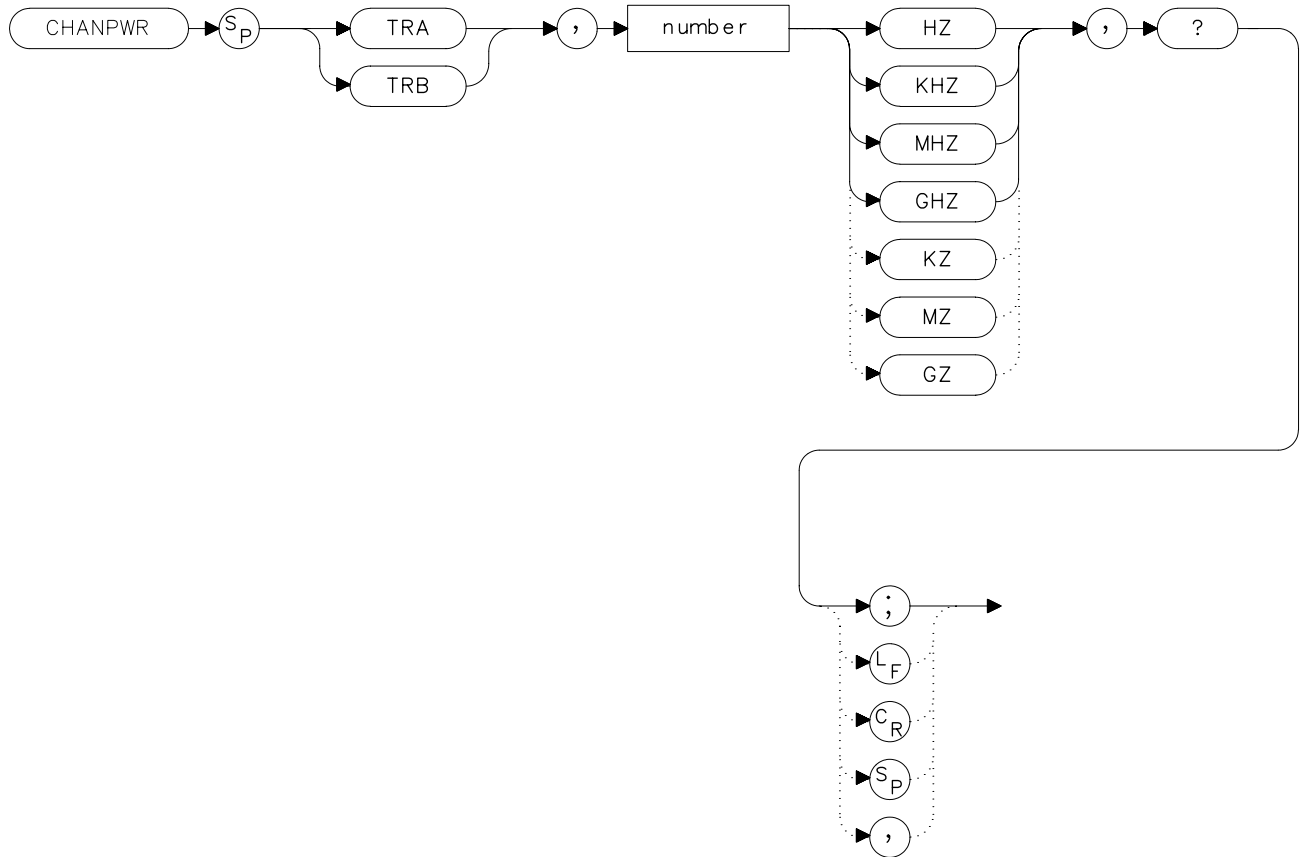 CHANPWR SP TRA , number HZ , ?
TRB KHZ
MHZ
GHZ
KZ
MZ
GZ
;
LF
CR
SP
,